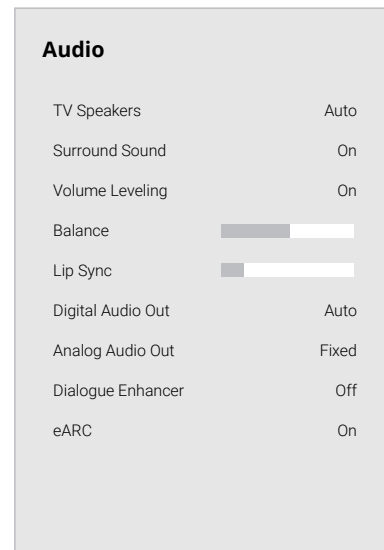 Audio
TV Speakers Auto
Surround Sound On
Volume Leveling On
Balance
Lip Sync
Digital Audio Out Auto
Analog Audio Out Fixed
Dialogue Enhancer Off
eARC On